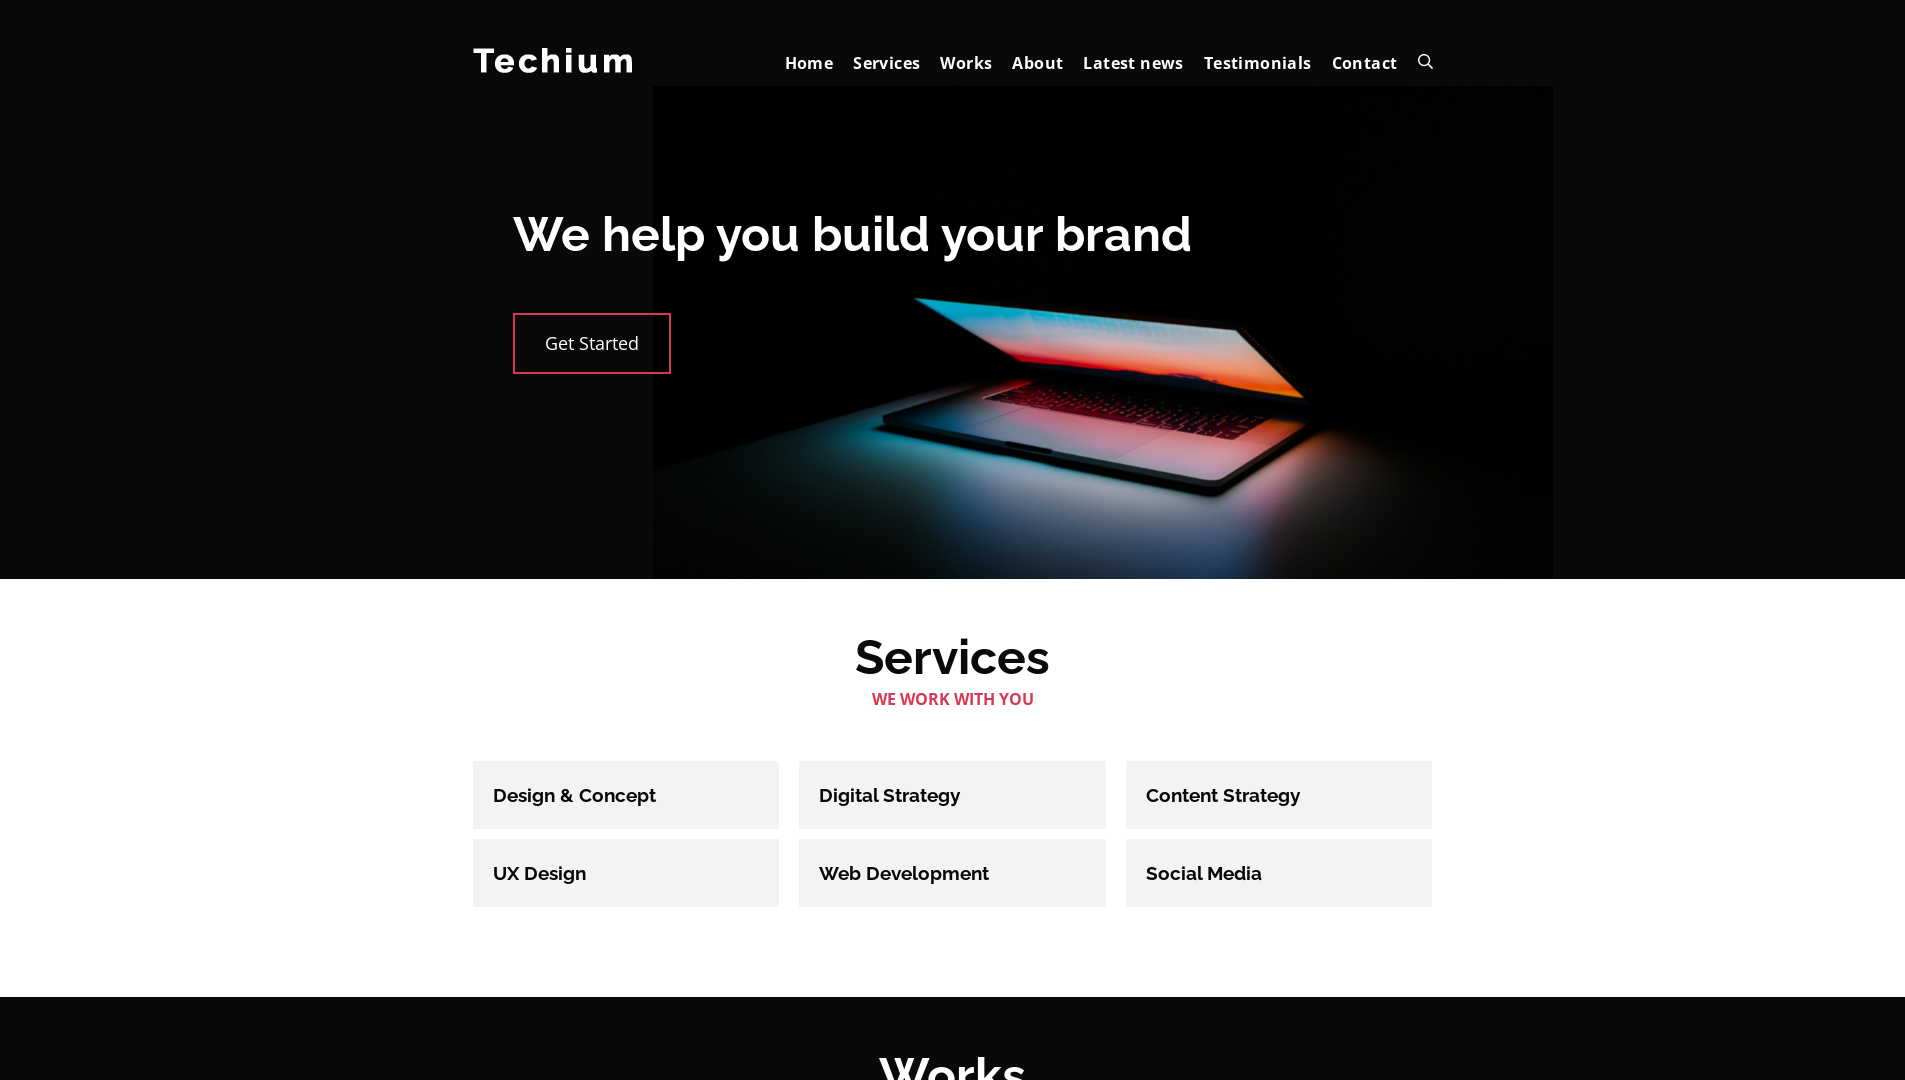 Techium
Home Services Works About Latest news Testimonials Contact
We help you build your brand
Get Started
Services
WE WORK WITH YOU
Design & Concept Digital Strategy Content Strategy
UX Design Web Development Social Media
Works